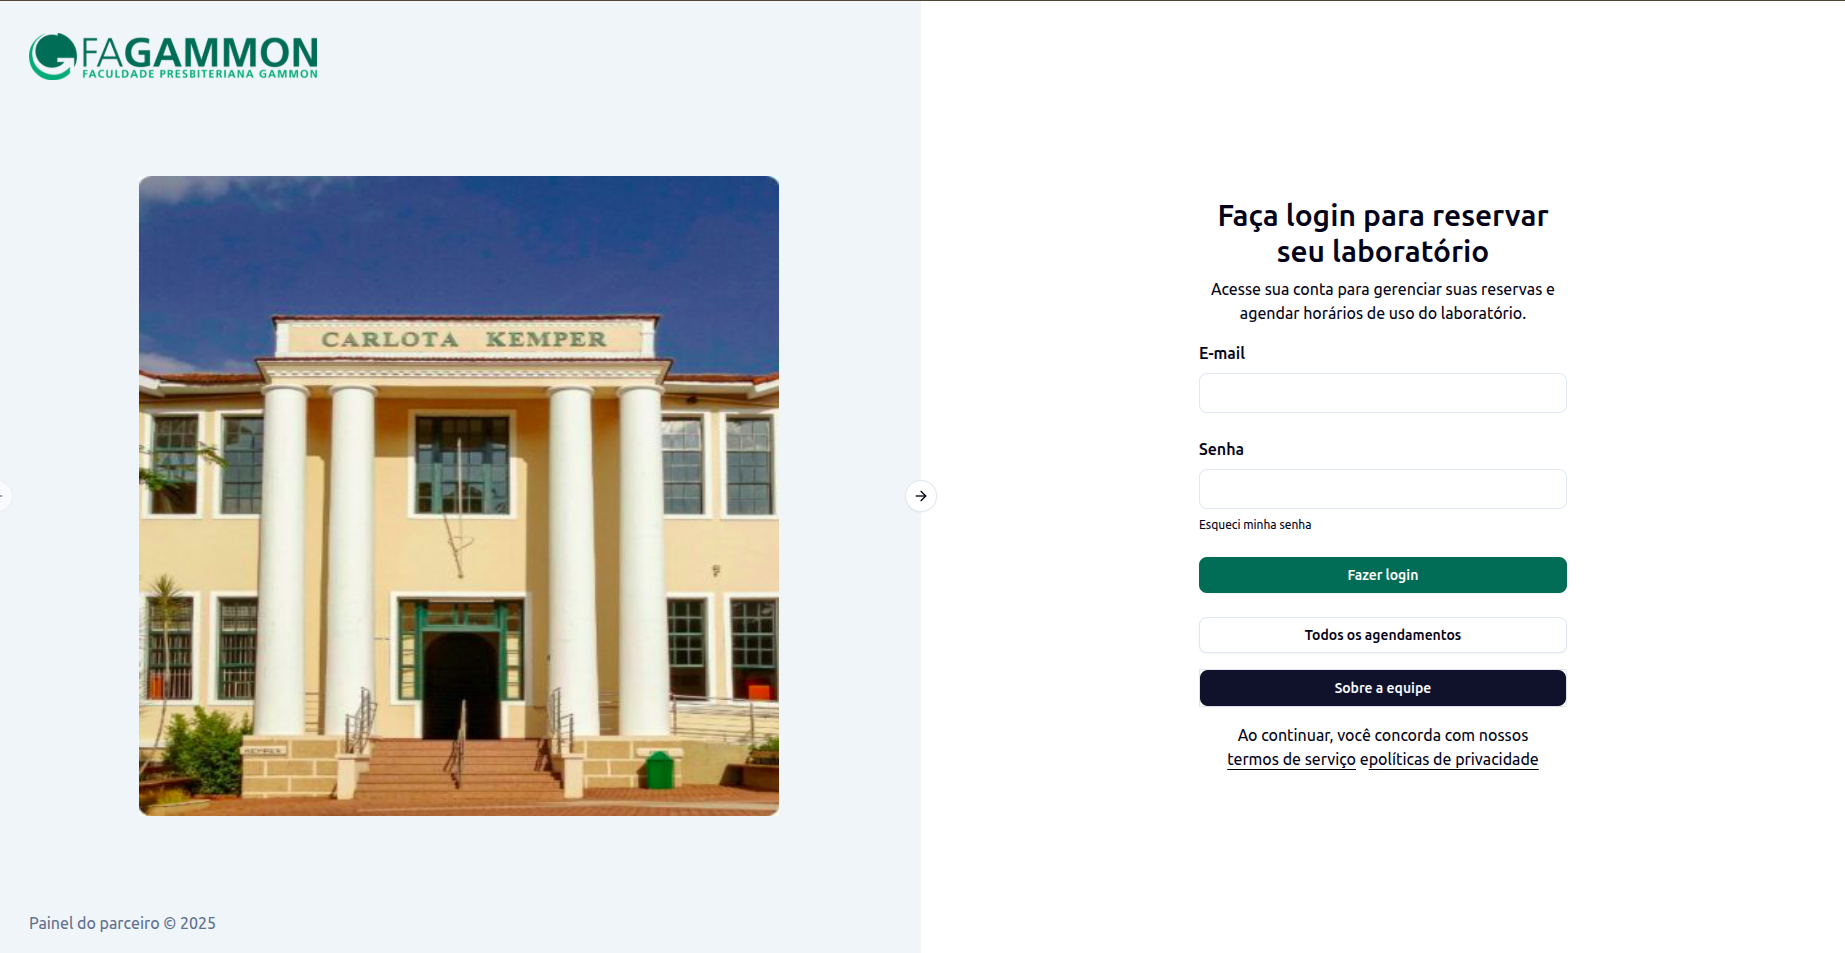 FAGAMMON
FACULDADE PRESBITERIANA GAMMON
CARLOTA KEMPER
KEMPER
Painel do parceiro © 2025
Faça login para reservar
seu laboratório
Acesse sua conta para gerenciar suas reservas e
agendar horários de uso do laboratório.
E-mail
Senha
Esqueci minha senha
Fazer login
Todos os agendamentos
Sobre a equipe
Ao continuar, você concorda com nossos
termos de serviço epolíticas de privacidade